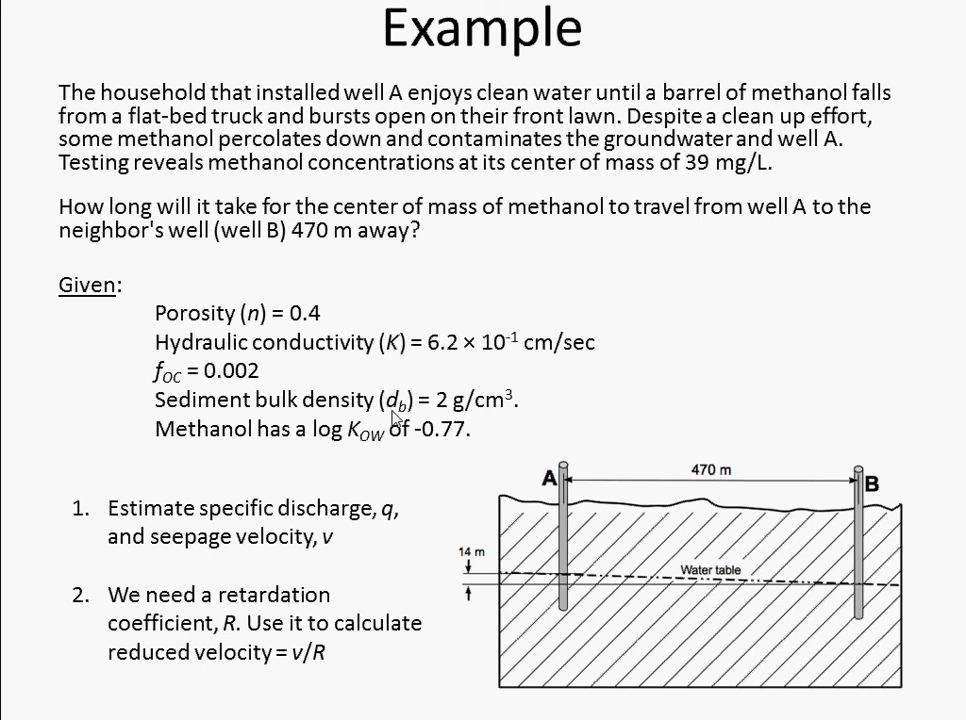 Example
The household that installed well A enjoys clean water until a barrel of methanol falls
from a flat-bed truck and bursts open on their front lawn. Despite a clean up effort,
some methanol percolates down and contaminates the groundwater and well A.
Testing reveals methanol concentrations at its center of mass of 39 mg/L.
How long will it take for the center of mass of methanol to travel from well A to the
neighbor's well (well B) 470 m away?
Given:
Porosity (n) = 0.4
Hydraulic conductivity (K) = 6.2 × 10⁻¹ cm/sec
fOC = 0.002
Sediment bulk density (db) = 2 g/cm³.
Methanol has a log KOW of -0.77.
1. Estimate specific discharge, q,
and seepage velocity, v
2. We need a retardation
coefficient, R. Use it to calculate
reduced velocity = v/R
A
470 m
B
14 m
Water table